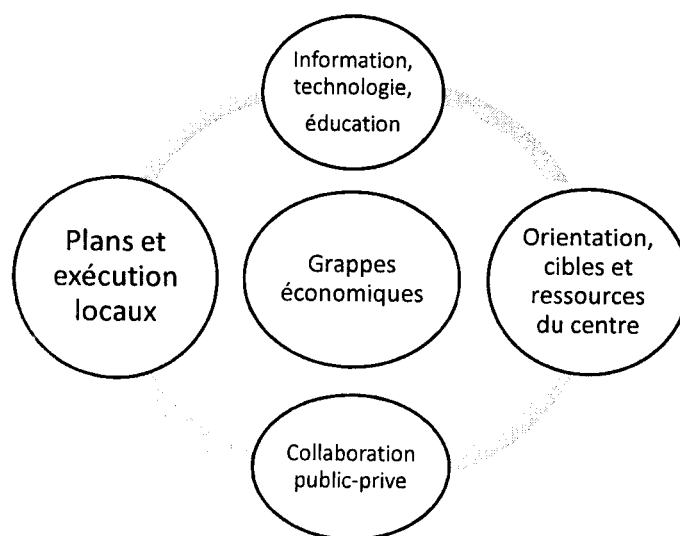 Information,
technologie,
éducation
Plans et
exécution
locaux
Grappes
économiques
Orientation,
cibles et
ressources
du centre
Collaboration
public-prive